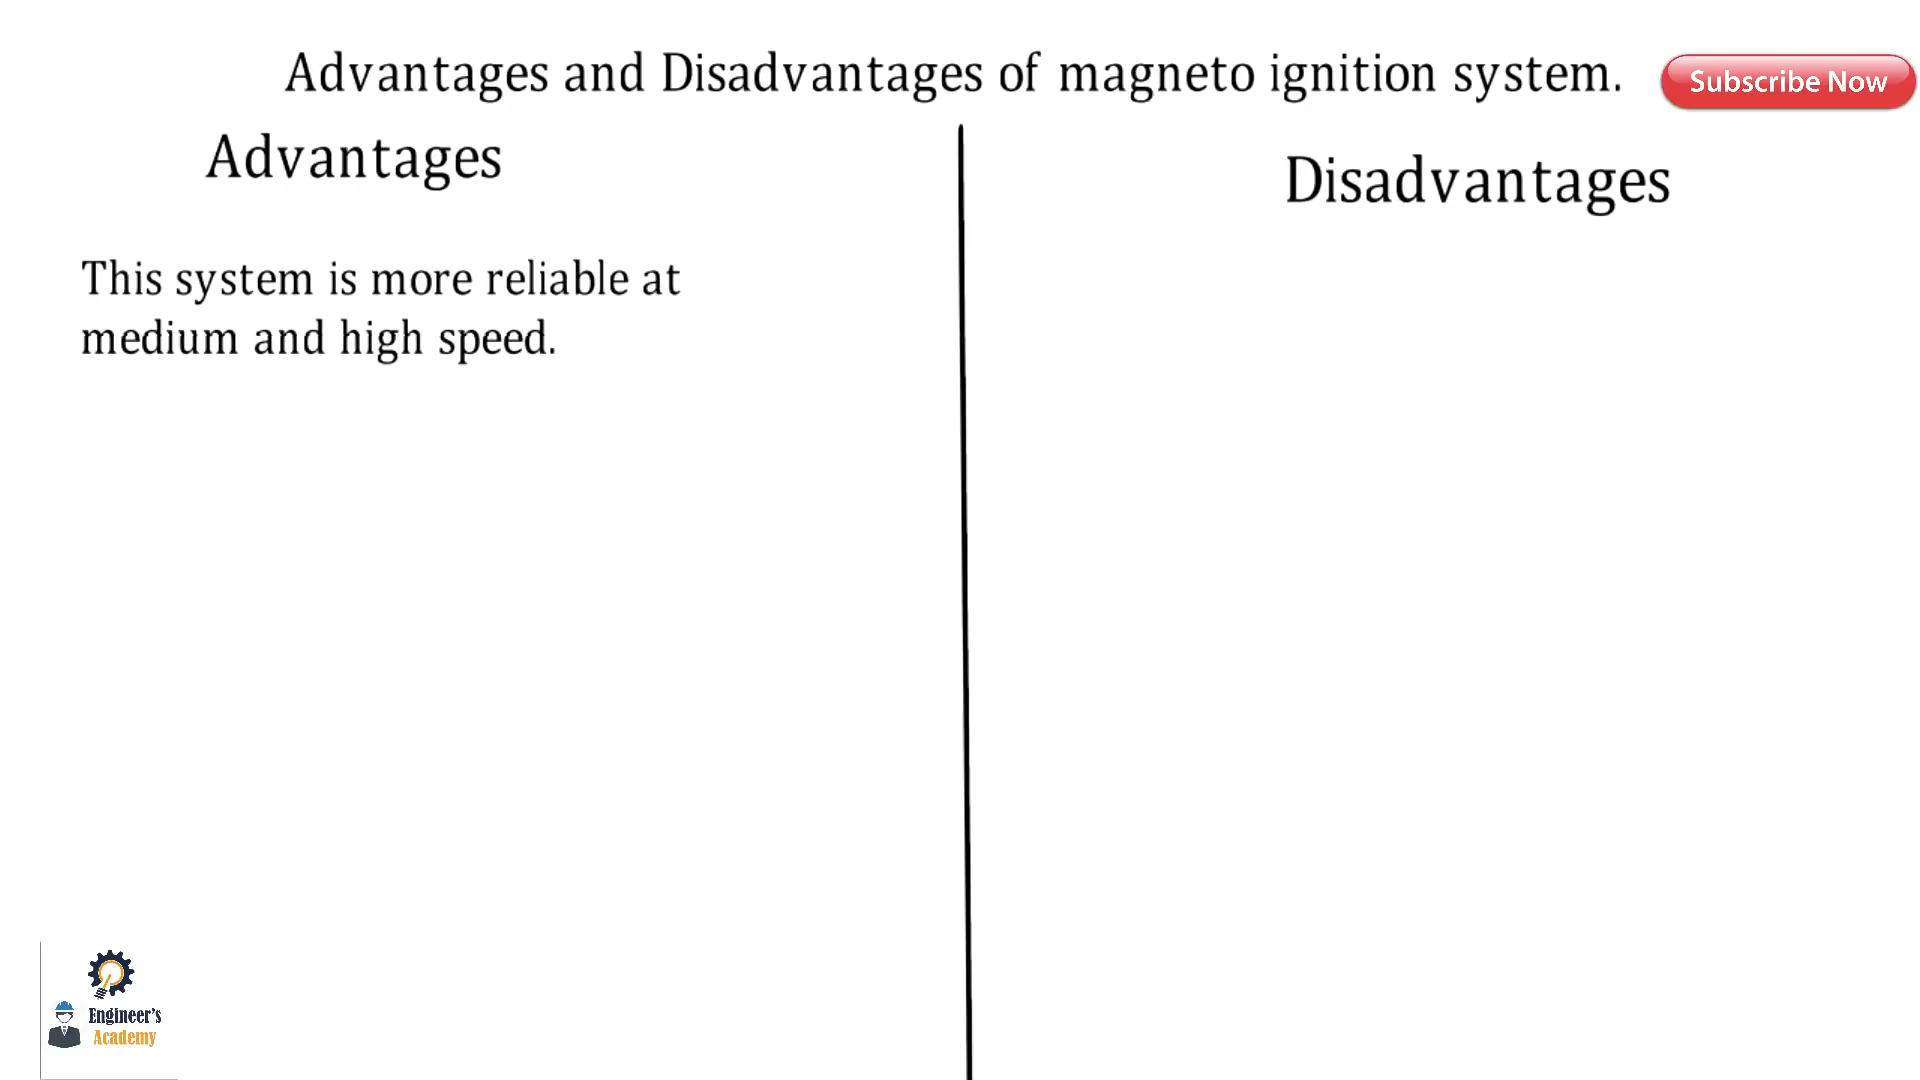 Advantages and Disadvantages of magneto ignition system.
Subscribe Now
Advantages
Disadvantages
This system is more reliable at
medium and high speed.
Engineer's
Academy